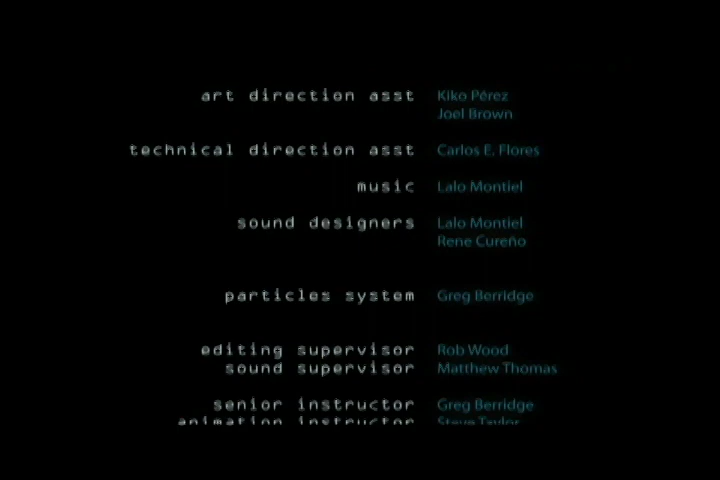 art direction asst Kiko Pérez
Joel Brown
technical direction asst Carlos E. Flores
music Lalo Montiel
sound designers Lalo Montiel
Rene Cureño
particles system Greg Berridge
editing supervisor Rob Wood
sound supervisor Matthew Thomas
senior instructor Greg Berridge
animation instructor Steve Taylor